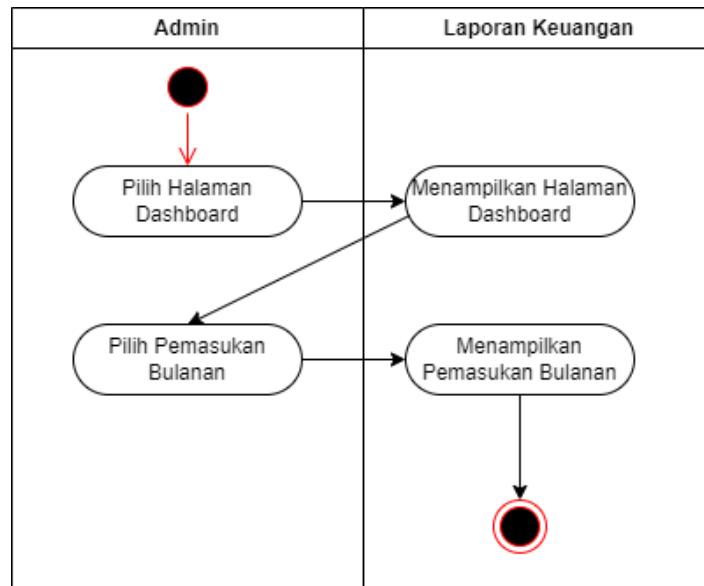 Admin
Laporan Keuangan
Pilih Halaman
Dashboard
Menampilkan Halaman
Dashboard
Pilih Pemasukan
Bulanan
Menampilkan
Pemasukan Bulanan